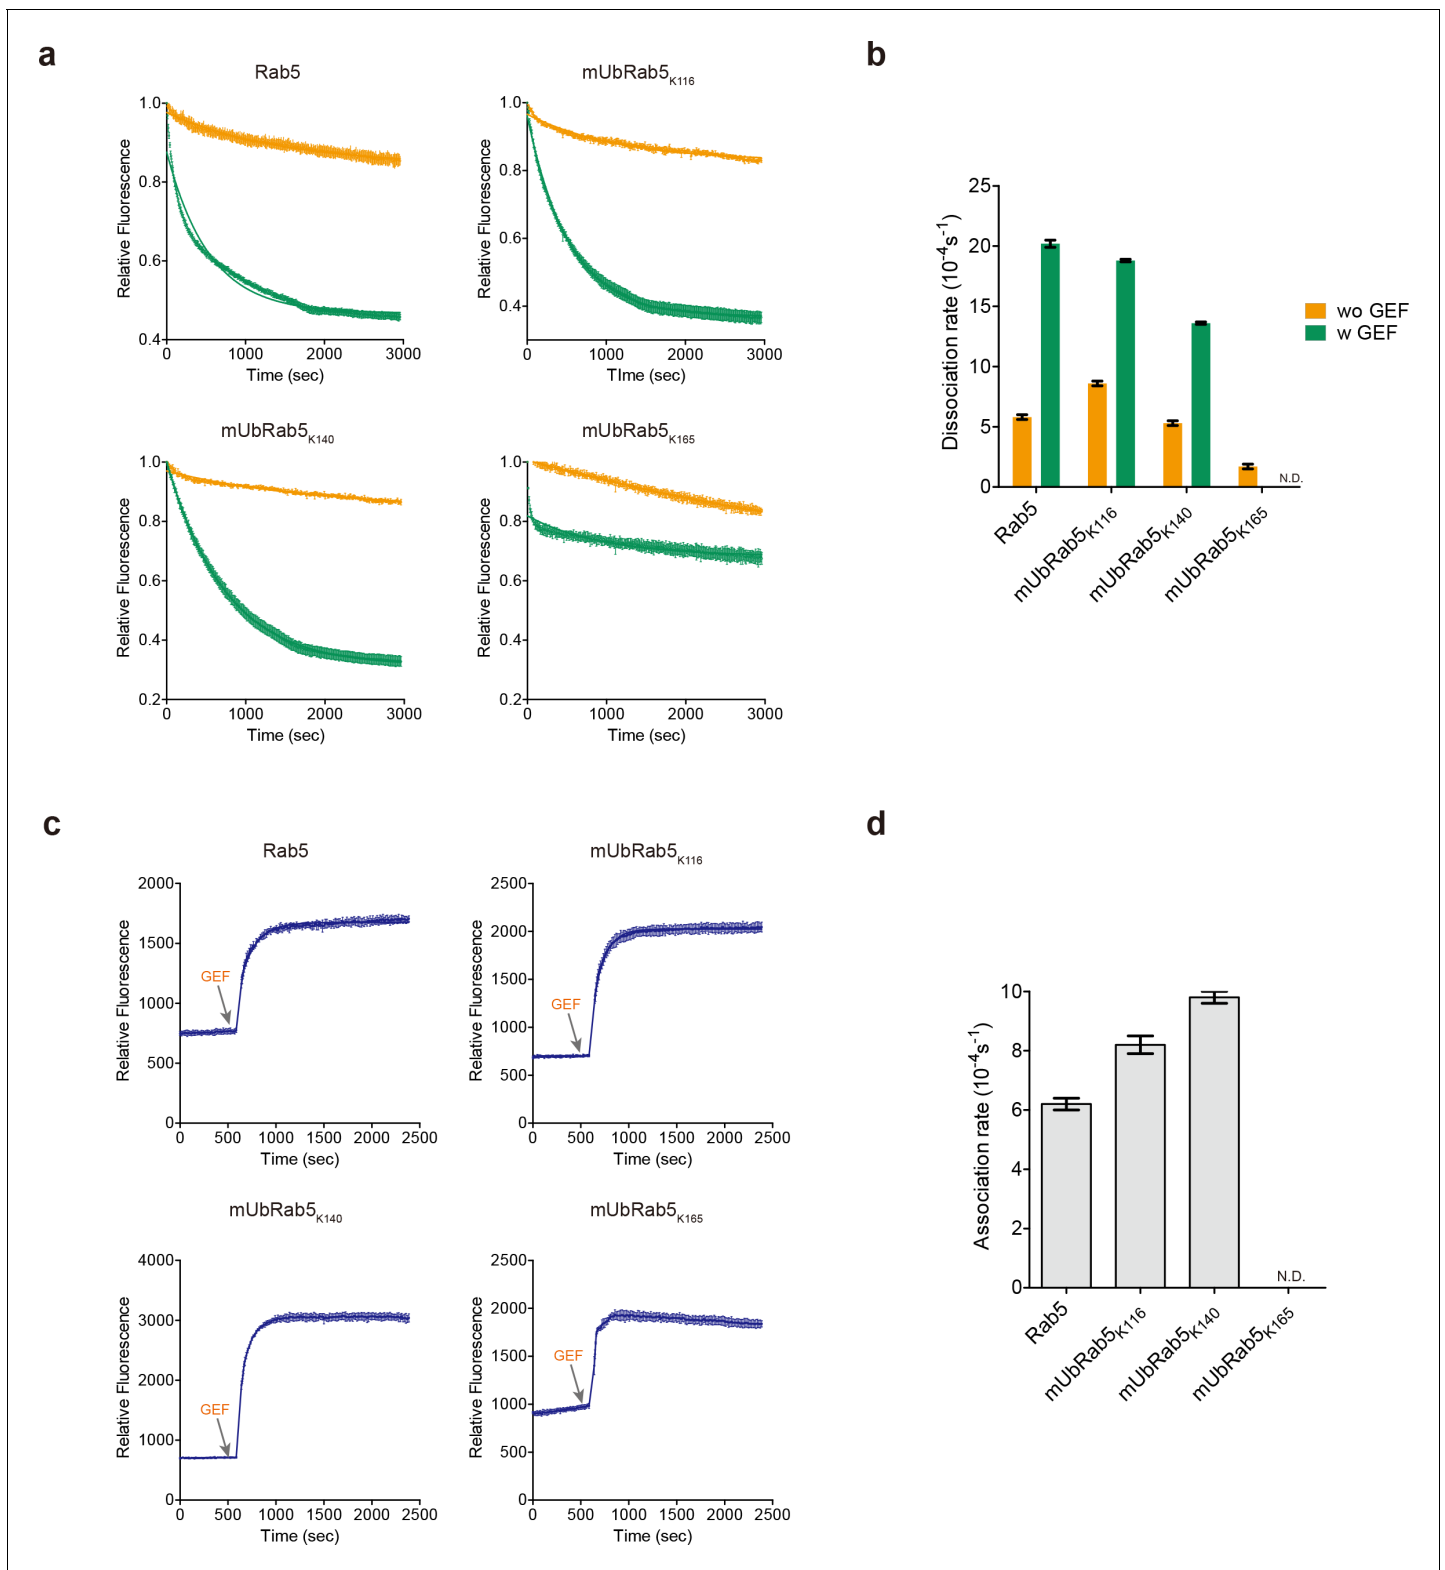 a
Rab5
Relative Fluorescence
1.0
0.8
0.6
0.4
0
1000
2000
3000
Time (sec)
mUbRab5K116
Relative Fluorescence
1.0
0.8
0.6
0.4
0
1000
2000
3000
TIme (sec)
mUbRab5K140
Relative Fluorescence
1.0
0.8
0.6
0.4
0.2
0
1000
2000
3000
Time (sec)
mUbRab5K165
Relative Fluorescence
1.0
0.8
0.6
0.4
0.2
0
1000
2000
3000
Time (sec)
b
Dissociation rate (10-4s-1)
25
20
15
10
5
0
N.D.
Rab5
mUbRab5K116
mUbRab5K140
mUbRab5K165
wo GEF
w GEF
c
Rab5
Relative Fluorescence
2000
1500
1000
500
0
GEF
0
500
1000
1500
2000
2500
Time (sec)
mUbRab5K116
Relative Fluorescence
2500
2000
1500
1000
500
0
GEF
0
500
1000
1500
2000
2500
Time (sec)
mUbRab5K140
Relative Fluorescence
4000
3000
2000
1000
0
GEF
0
500
1000
1500
2000
2500
Time (sec)
mUbRab5K165
Relative Fluorescence
2500
2000
1500
1000
500
0
GEF
0
500
1000
1500
2000
2500
Time (sec)
d
Association rate (10-4s-1)
10
8
6
4
2
0
N.D.
Rab5
mUbRab5K116
mUbRab5K140
mUbRab5K165